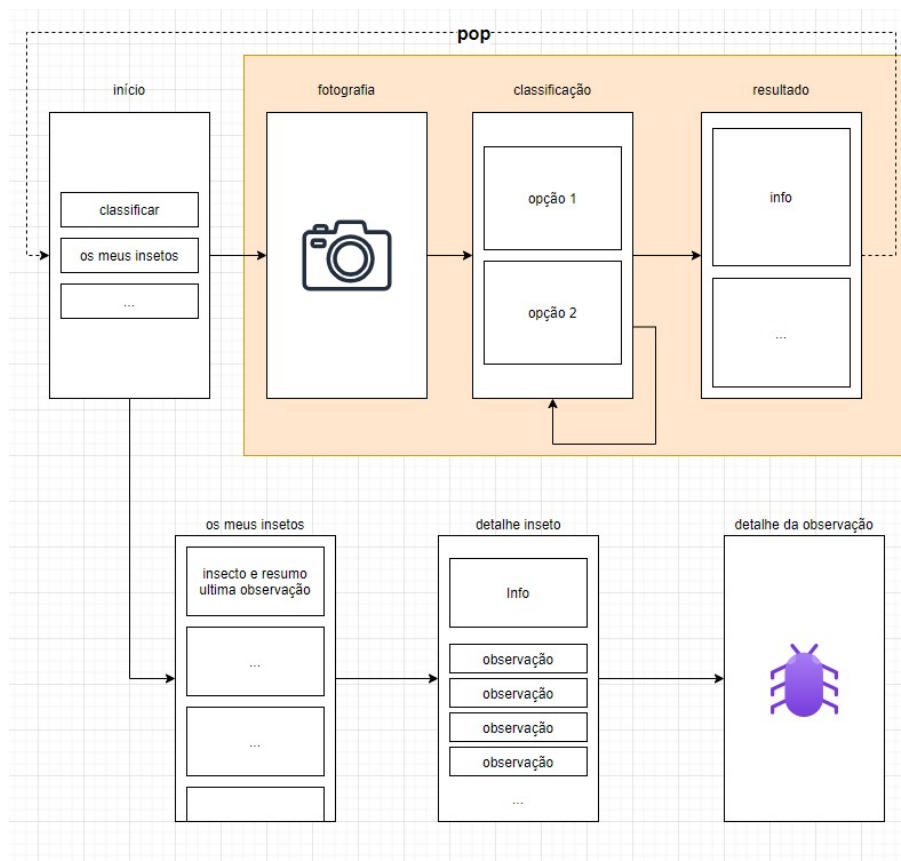 pop
início
fotografia
classificação
resultado
classificar
os meus insetos
...
opção 1
opção 2
info
...
os meus insetos
detalhe inseto
detalhe da observação
insecto e resumo
ultima observação
...
...
Info
observação
observação
observação
observação
...